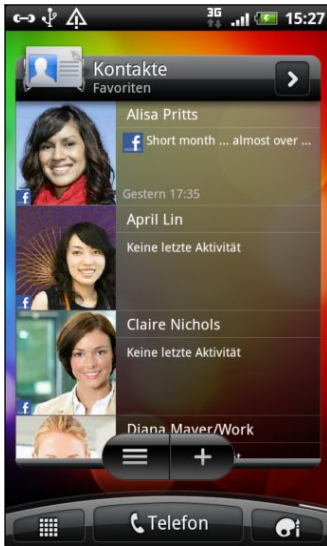 3G
15:27
Kontakte
Favoriten
Alisa Pritts
Short month ... almost over ...
Gestern 17:35
April Lin
Keine letzte Aktivität
Claire Nichols
Keine letzte Aktivität
Diana Mayer/Work
Telefon